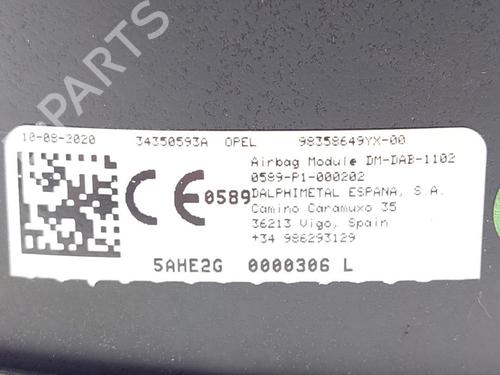 PARTS
10-08-2020 34350593A OPEL 98358649YX-00
Airbag Module DM-DAB-1102
0589-P1-000202
CE 0589 DALPHIMETAL ESPANA, S.A.
Camino Caramuxo 35
36213 Vigo, Spain
+34 986293129
5AHE2G 0000306 L